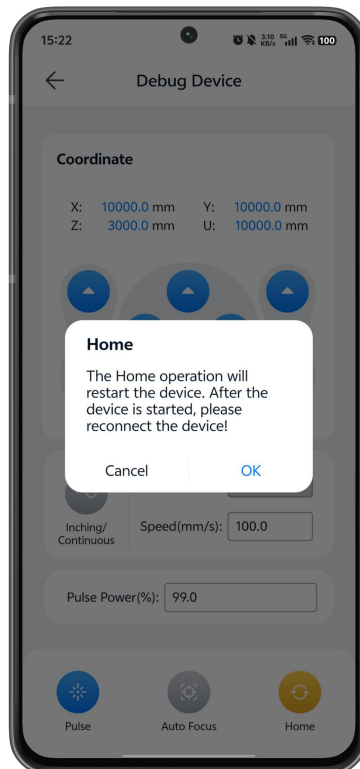 15:22
3.10 KB/s 5G 100
Debug Device
Coordinate
X: 10000.0 mm Y: 10000.0 mm
Z: 3000.0 mm U: 10000.0 mm
Home
The Home operation will
restart the device. After the
device is started, please
reconnect the device!
Cancel OK
Inching/
Continuous
Speed(mm/s): 100.0
Pulse Power(%): 99.0
Pulse Auto Focus Home